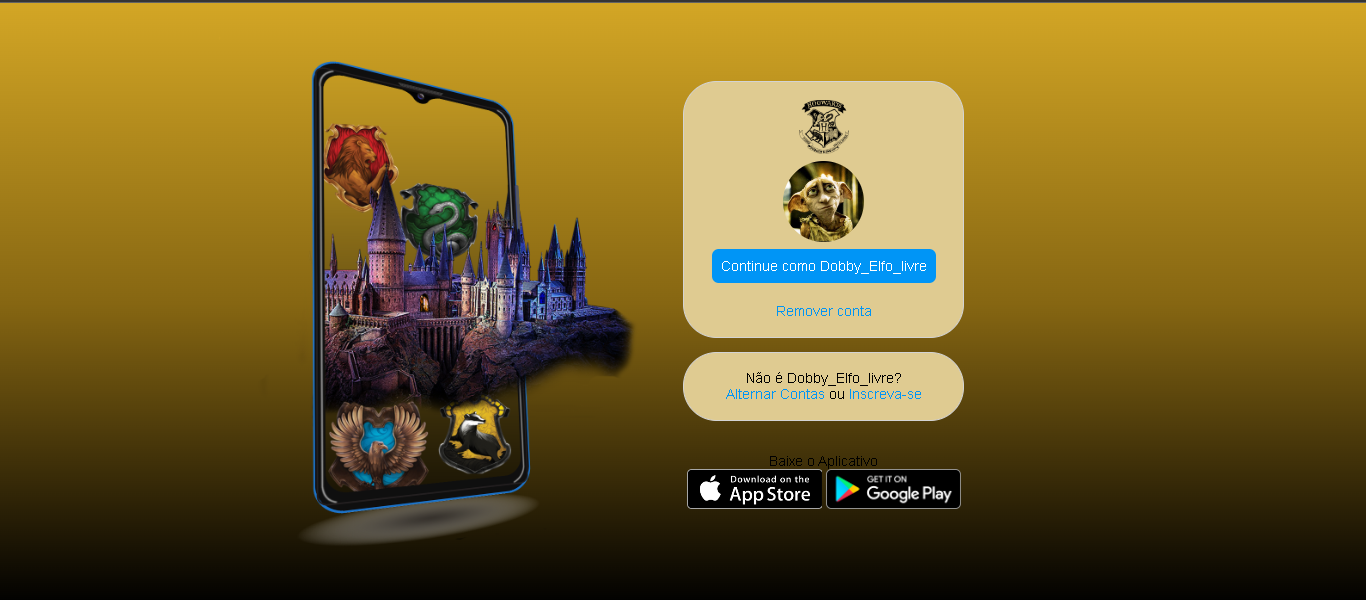 HOGWARTS
Continue como Dobby_Elfo_livre
Remover conta
Não é Dobby_Elfo_livre?
Alternar Contas ou Inscreva-se
Baixe o Aplicativo
Download on the
App Store
GET IT ON
Google Play